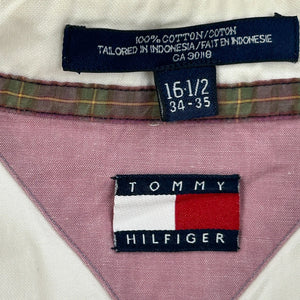 100% COTTON/COTON
TAILORED IN INDONESIA/FAIT EN INDONESIE
CA 30118
16-1/2
34 - 35
TOMMY
HILFIGER